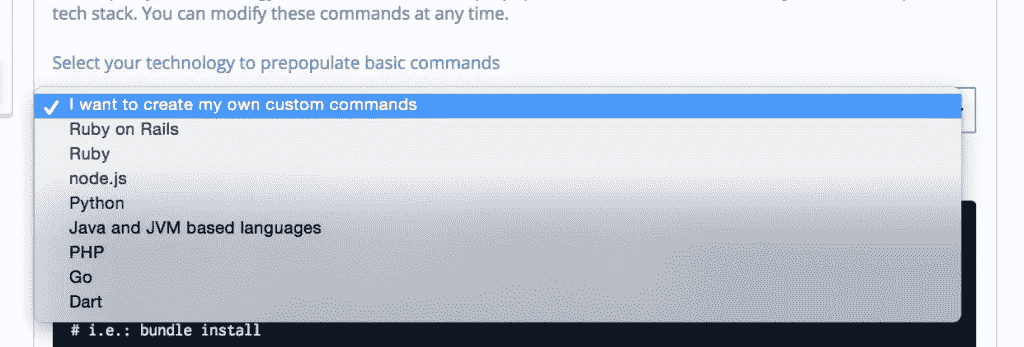 tech stack. You can modify these commands at any time.
Select your technology to prepopulate basic commands
I want to create my own custom commands
Ruby on Rails
Ruby
node.js
Python
Java and JVM based languages
PHP
Go
Dart
# i.e.: bundle install